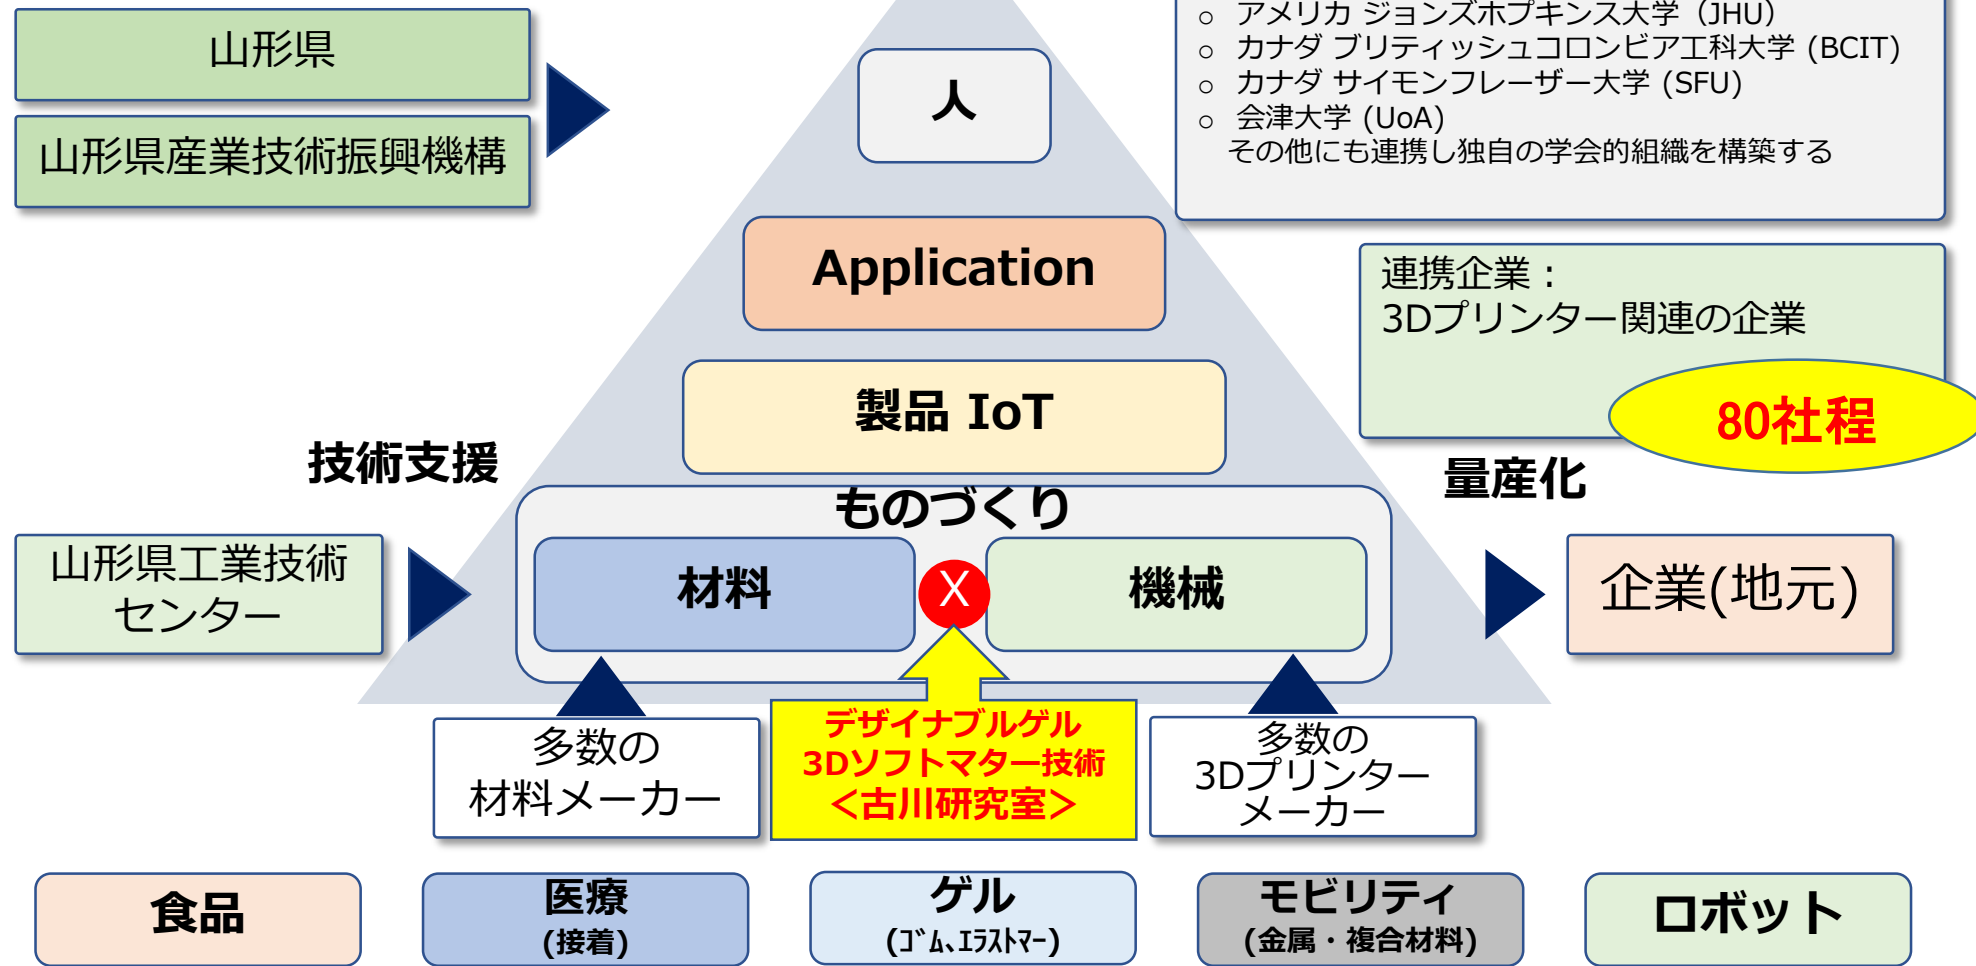 山形県
山形県産業技術振興機構
人
○ アメリカ ジョンズホプキンス大学（JHU）
○ カナダ ブリティッシュコロンビア工科大学 (BCIT)
○ カナダ サイモンフレーザー大学 (SFU)
○ 会津大学 (UoA)
その他にも連携し独自の学会的組織を構築する
Application
連携企業：
3Dプリンター関連の企業
80社程
製品 IoT
技術支援
量産化
ものづくり
山形県工業技術
センター
材料
X
機械
企業(地元)
多数の
材料メーカー
デザイナブルゲル
3Dソフトマター技術
＜古川研究室＞
多数の
3Dプリンター
メーカー
食品
医療
(接着)
ゲル
(ｺﾞﾑ､ｴﾗｽﾄﾏｰ)
モビリティ
(金属・複合材料)
ロボット